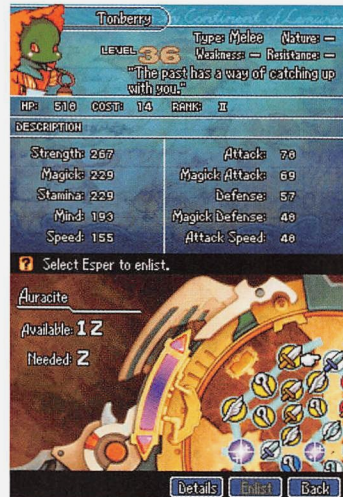 Tonberry
Continent of Lemuré
LEVEL 36
Type: Melee Nature: —
Weakness: — Resistance: —
"The past has a way of catching up
with you."
HP: 510 COST: 14 RANK: II
DESCRIPTION
Strength: 267 Attack: 70
Magick: 229 Magick Attack: 69
Stamina: 229 Defense: 57
Mind: 193 Magick Defense: 48
Speed: 155 Attack Speed: 48
? Select Esper to enlist.
Auracite
Available: 12
Needed: 2
Details Enlist Back